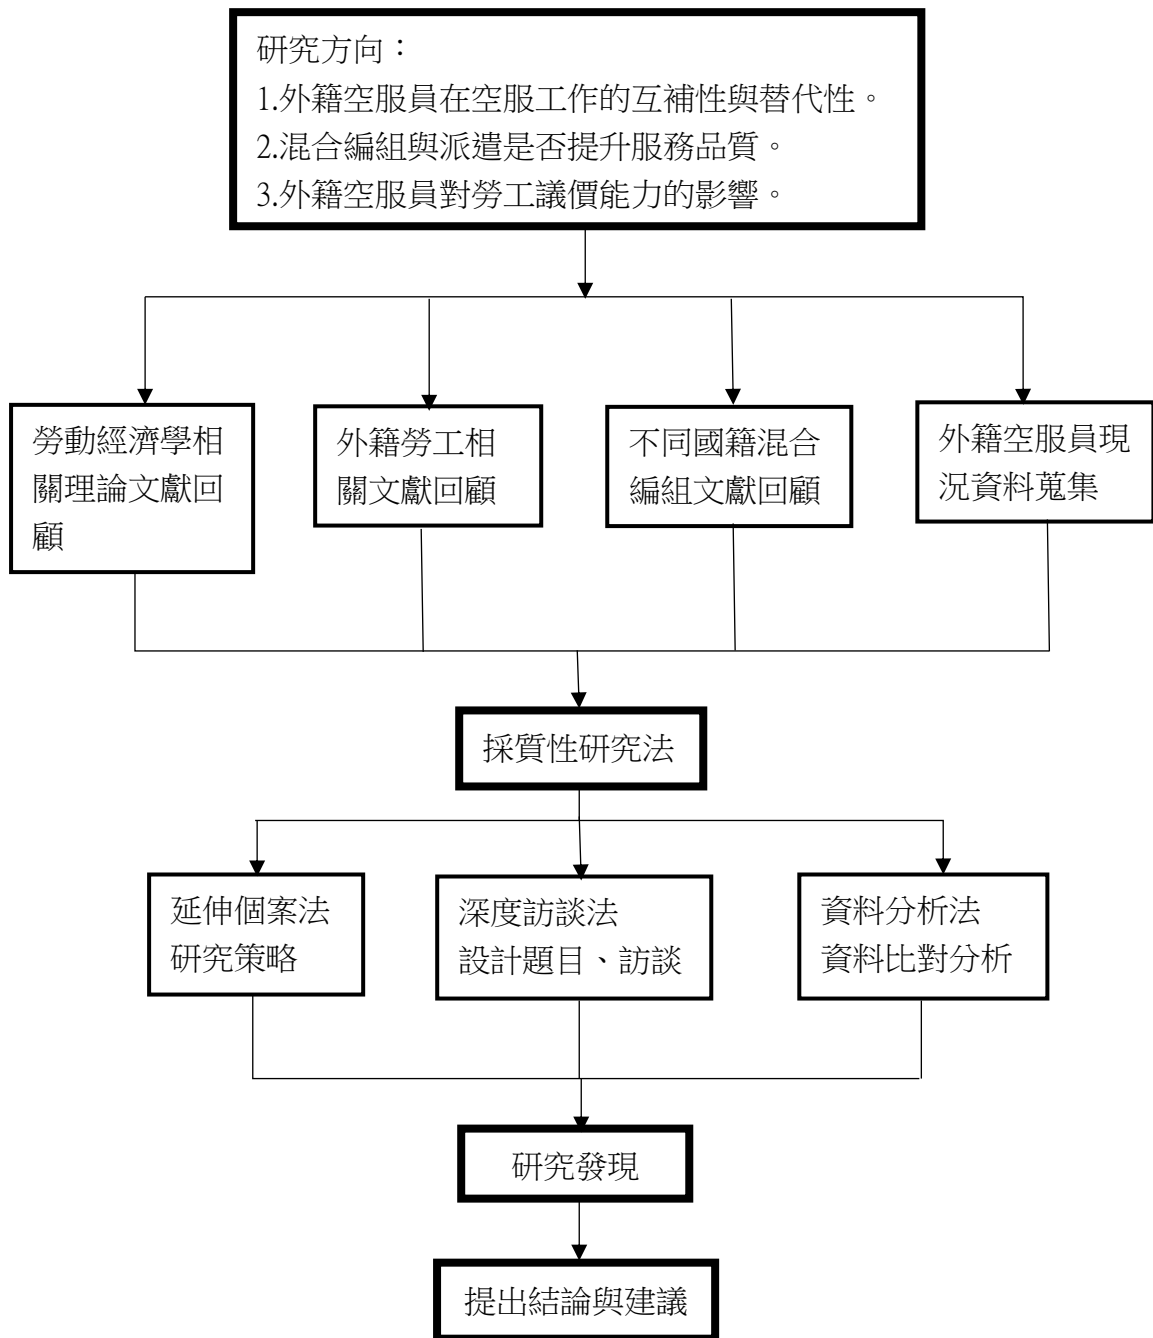 研究方向：
1.外籍空服員在空服工作的互補性與替代性。
2.混合編組與派遣是否提升服務品質。
3.外籍空服員對勞工議價能力的影響。
勞動經濟學相
關理論文獻回
顧
外籍勞工相
關文獻回顧
不同國籍混合
編組文獻回顧
外籍空服員現
況資料蒐集
採質性研究法
延伸個案法
研究策略
深度訪談法
設計題目、訪談
資料分析法
資料比對分析
研究發現
提出結論與建議